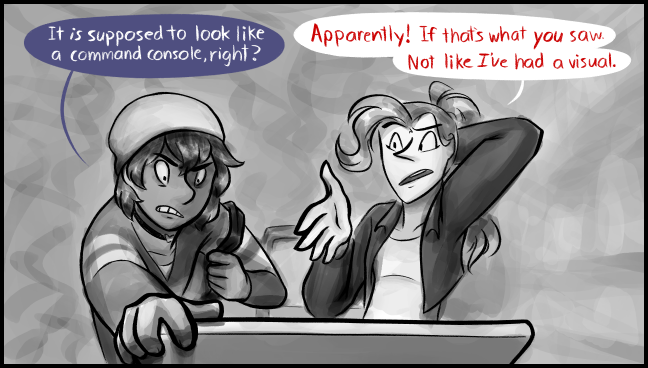 It is supposed to look like
a command console, right?
Apparently! If that's what you saw.
Not like I've had a visual.